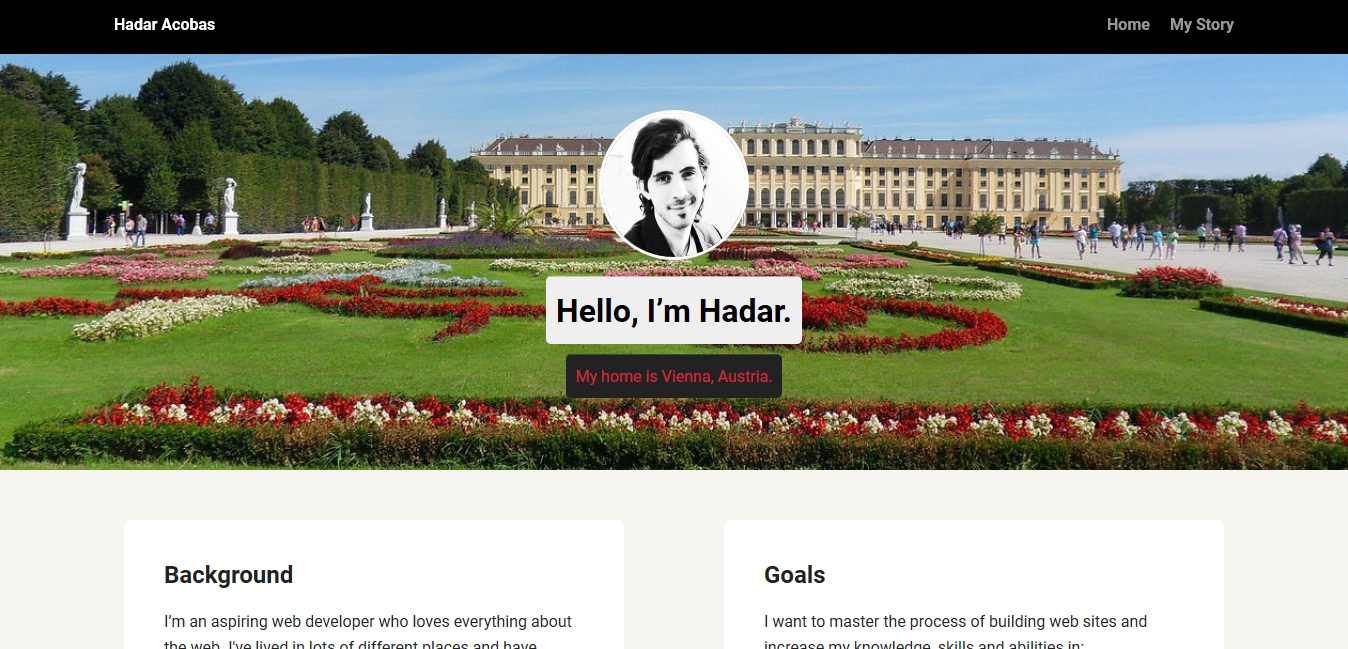 Hadar Acobas
Home
My Story
Hello, I’m Hadar.
My home is Vienna, Austria.
Background
I’m an aspiring web developer who loves everything about
the web. I've lived in lots of different places and have
Goals
I want to master the process of building web sites and
increase my knowledge, skills and abilities in: